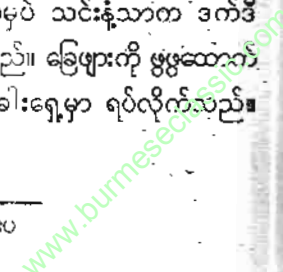 မှပဲ သင်းနံ့သာက ဒက်ဒီ
ည်။ ခြေဖျားကို ဖွဖွထောက်
ခါးရှေ့မှာ ရပ်လိုက်သည်။
www.burmeseclassic.com